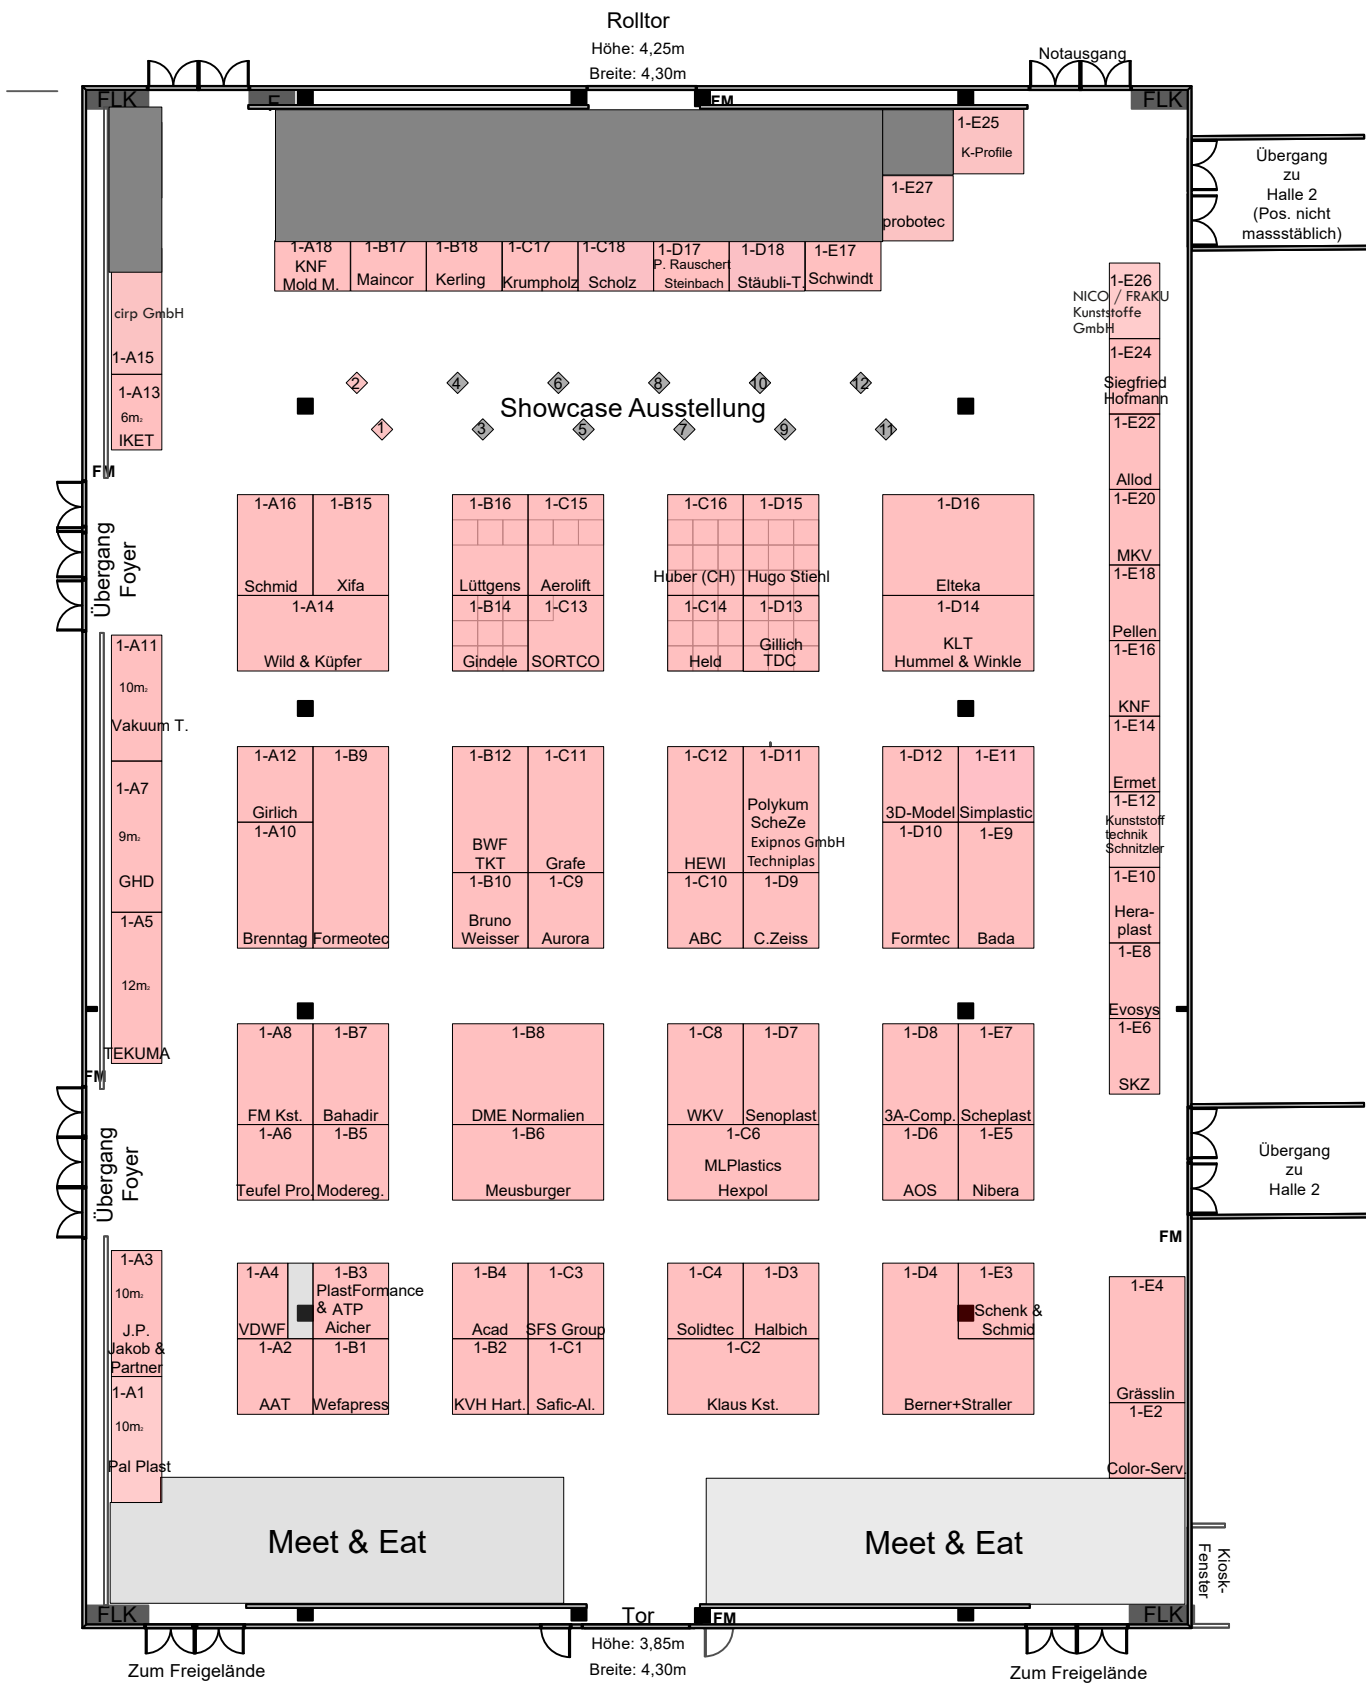 Rolltor
Höhe: 4,25m
Breite: 4,30m
Notausgang
FLK
F
FM
FLK
1-E25
K-Profile
1-E27
probotec
Übergang
zu
Halle 2
(Pos. nicht
massstäblich)
1-A18
KNF
Mold M.
1-B17
Maincor
1-B18
Kerling
1-C17
Krumpholz
1-C18
Scholz
1-D17
P. Rauschert
Steinbach
1-D18
Stäubli-T.
1-E17
Schwindt
cirp GmbH
1-A15
1-A13
6m²
IKET
FM
1-E26
NICO / FRAKU
Kunststoffe
GmbH
1-E24
Siegfried
Hofmann
1-E22
Allod
1-E20
MKV
1-E18
Pellen
1-E16
KNF
1-E14
Ermet
1-E12
Kunststoff
technik
Schnitzler
1-E10
Hera-
plast
1-E8
Evosys
1-E6
SKZ
2
4
6
8
10
12
Showcase Ausstellung
1
3
5
7
9
11
Übergang
Foyer
1-A16
Schmid
1-B15
Xifa
1-A14
Wild & Küpfer
1-B16
Lüttgens
1-C15
Aerolift
1-B14
Gindele
1-C13
SORTCO
1-C16
Huber (CH)
1-D15
Hugo Stiehl
1-C14
Held
1-D13
Gillich
TDC
1-D16
Elteka
1-D14
KLT
Hummel & Winkle
1-A11
10m²
Vakuum T.
1-A7
9m²
GHD
1-A5
12m²
TEKUMA
FM
1-A12
Girlich
1-A10
Brenntag
1-B9
Formeotec
1-B12
BWF
TKT
1-C11
Grafe
1-B10
Bruno
Weisser
1-C9
Aurora
1-C12
HEWI
1-D11
Polykum
ScheZe
Exipnos GmbH
Techniplas
1-C10
ABC
1-D9
C.Zeiss
1-D12
3D-Model
1-E11
Simplastic
1-D10
Formtec
1-E9
Bada
1-A8
FM Kst.
1-B7
Bahadir
1-A6
Teufel Pro.
1-B5
Modereg.
1-B8
DME Normalien
1-B6
Meusburger
1-C8
WKV
1-D7
Senoplast
1-C6
MLPlastics
Hexpol
1-D8
3A-Comp.
1-E7
Scheplast
1-D6
AOS
1-E5
Nibera
Übergang
Foyer
Übergang
zu
Halle 2
FM
1-A3
10m²
J.P.
Jakob &
Partner
1-A1
10m²
Pal Plast
1-A4
VDWF
1-B3
PlastFormance
& ATP
Aicher
1-A2
AAT
1-B1
Wefapress
1-B4
Acad
1-C3
SFS Group
1-B2
KVH Hart.
1-C1
Safic-Al.
1-C4
Solidtec
1-D3
Halbich
1-C2
Klaus Kst.
1-D4
Berner+Straller
1-E3
Schenk &
Schmid
1-E4
Grässlin
1-E2
Color-Serv.
Meet & Eat
Meet & Eat
Kiosk-
Fenster
FLK
Tor
FM
FLK
Höhe: 3,85m
Breite: 4,30m
Zum Freigelände
Zum Freigelände